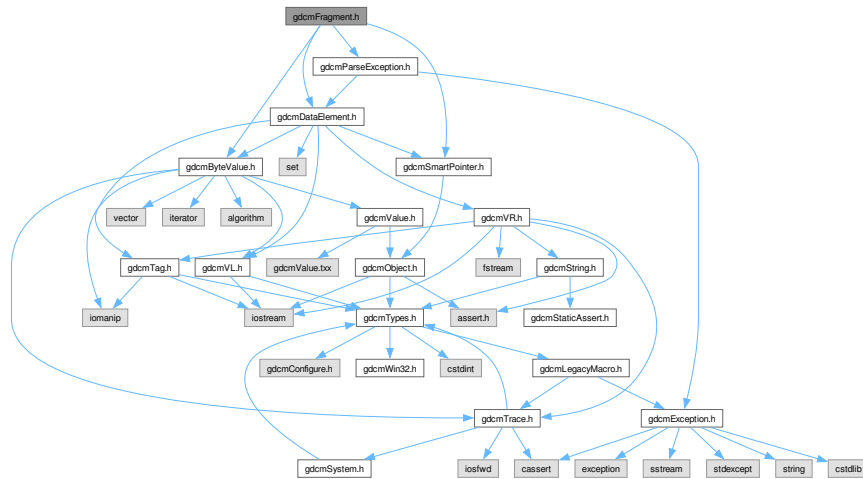 gdcmFragment.h
gdcmParseException.h
gdcmDataElement.h
gdcmByteValue.h
set
gdcmSmartPointer.h
vector
iterator
algorithm
gdcmValue.h
gdcmVR.h
gdcmTag.h
gdcmVL.h
gdcmValue.txx
gdcmObject.h
fstream
gdcmString.h
iomanip
iostream
gdcmTypes.h
assert.h
gdcmStaticAssert.h
gdcmConfigure.h
gdcmWin32.h
cstdint
gdcmLegacyMacro.h
gdcmTrace.h
gdcmException.h
gdcmSystem.h
iosfwd
cassert
exception
sstream
stdexcept
string
cstdlib